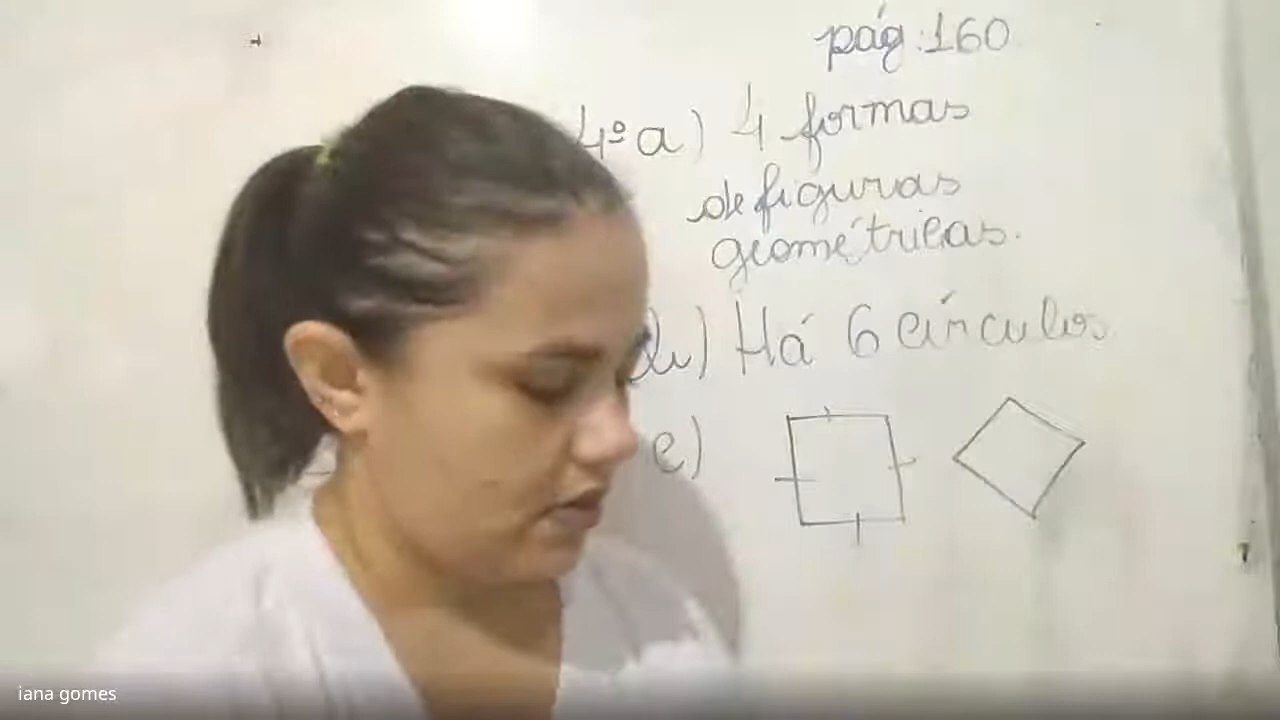 pág:160
4º a) 4 formas
de figuras
geométricas.
b) Há 6 círculos.
c)
iana gomes